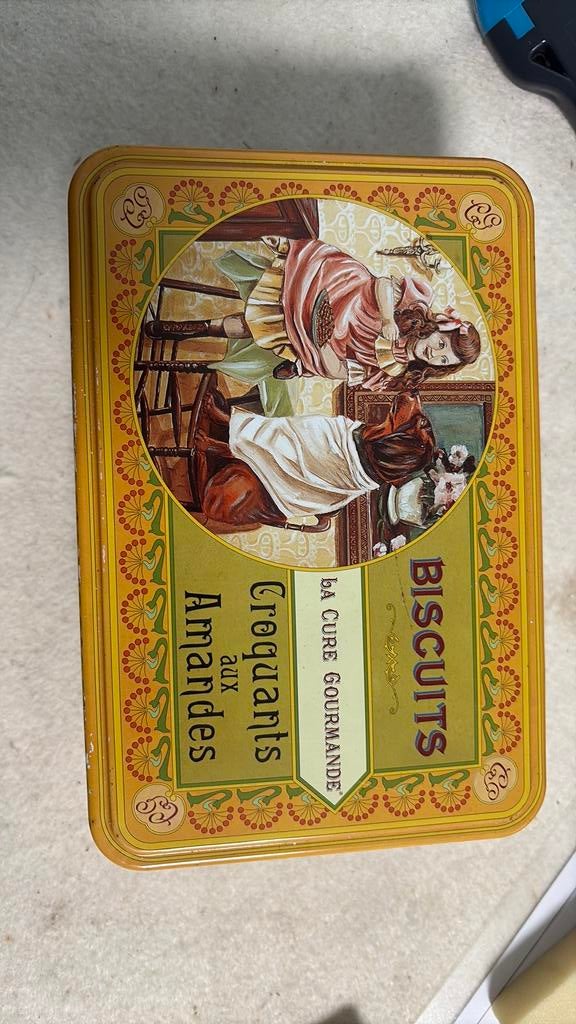 BISCUITS
LA CURE GOURMANDE®
Croquants
aux
Amandes